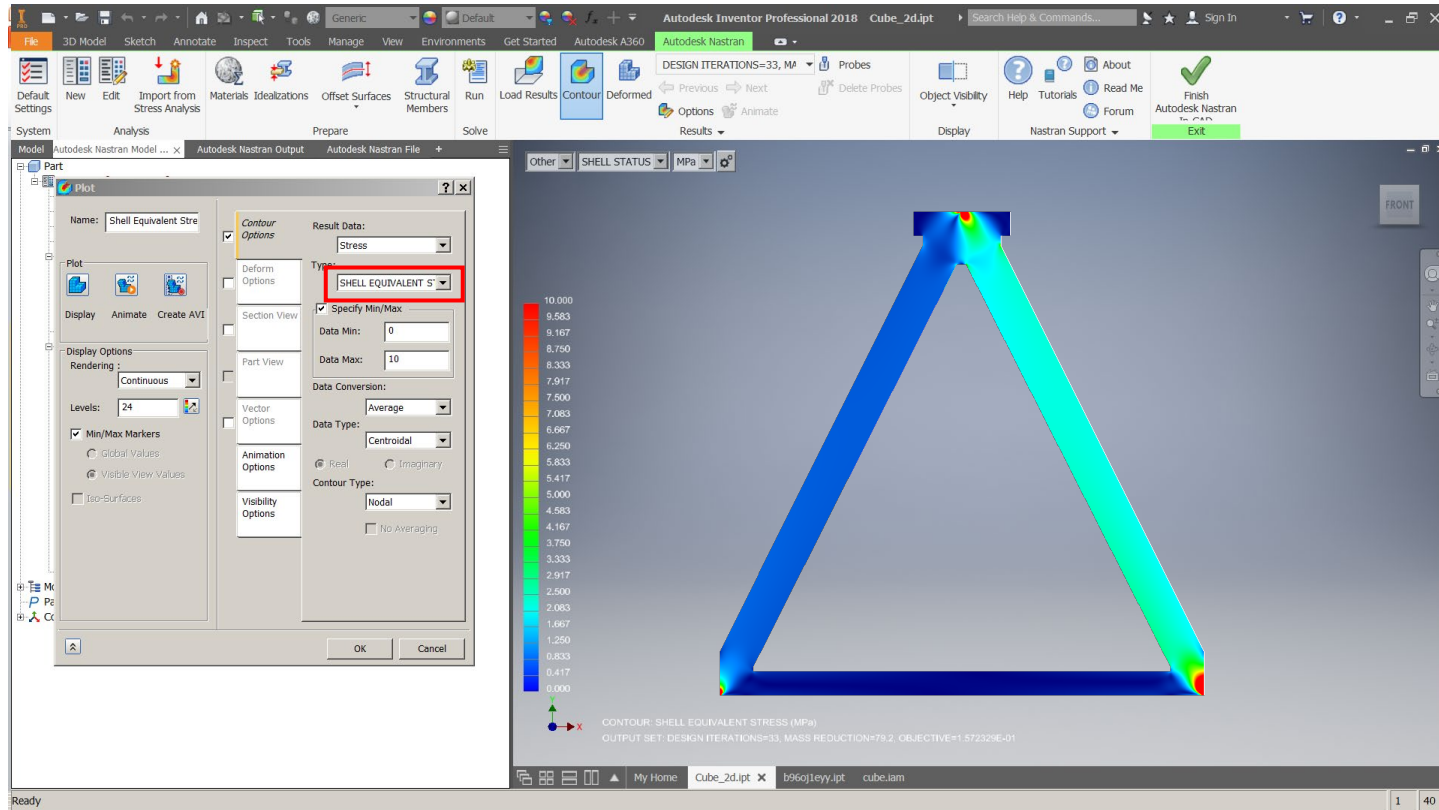 PRO
Generic
Default
Autodesk Inventor Professional 2018 Cube_2d.ipt
Search Help & Commands...
Sign In
File 3D Model Sketch Annotate Inspect Tools Manage View Environments Get Started Autodesk A360 Autodesk Nastran
Default Settings
New
Edit
Import from Stress Analysis
Materials
Idealizations
Offset Surfaces
Structural Members
Run
Load Results
Contour
Deformed
DESIGN ITERATIONS=33, MA
Previous
Next
Options
Animate
Probes
Delete Probes
Object Visibility
Help
Tutorials
About
Read Me
Forum
Finish
Autodesk Nastran
In-CAD
System Analysis Prepare Solve Results Display Nastran Support Exit
Model Autodesk Nastran Model ... x Autodesk Nastran Output Autodesk Nastran File +
Part
Plot
Name: Shell Equivalent Stre
Plot
Display Animate Create AVI
Display Options
Rendering :
Continuous
Levels: 24
Min/Max Markers
Global Values
Visible View Values
Iso-Surfaces
Contour Options
Deform Options
Section View
Part View
Vector Options
Animation Options
Visibility Options
Result Data:
Stress
Type:
SHELL EQUIVALENT S
Specify Min/Max
Data Min: 0
Data Max: 10
Data Conversion:
Average
Data Type:
Centroidal
Real Imaginary
Contour Type:
Nodal
No Averaging
OK Cancel
Other SHELL STATUS MPa
FRONT
10.000
9.583
9.167
8.750
8.333
7.917
7.500
7.083
6.667
6.250
5.833
5.417
5.000
4.583
4.167
3.750
3.333
2.917
2.500
2.083
1.667
1.250
0.833
0.417
0.000
Y
X
CONTOUR: SHELL EQUIVALENT STRESS (MPa)
OUTPUT SET: DESIGN ITERATIONS=33, MASS REDUCTION=79.2, OBJECTIVE=1.572329E-01
My Home Cube_2d.ipt b96oj1eyy.ipt cube.iam
Ready
1 40